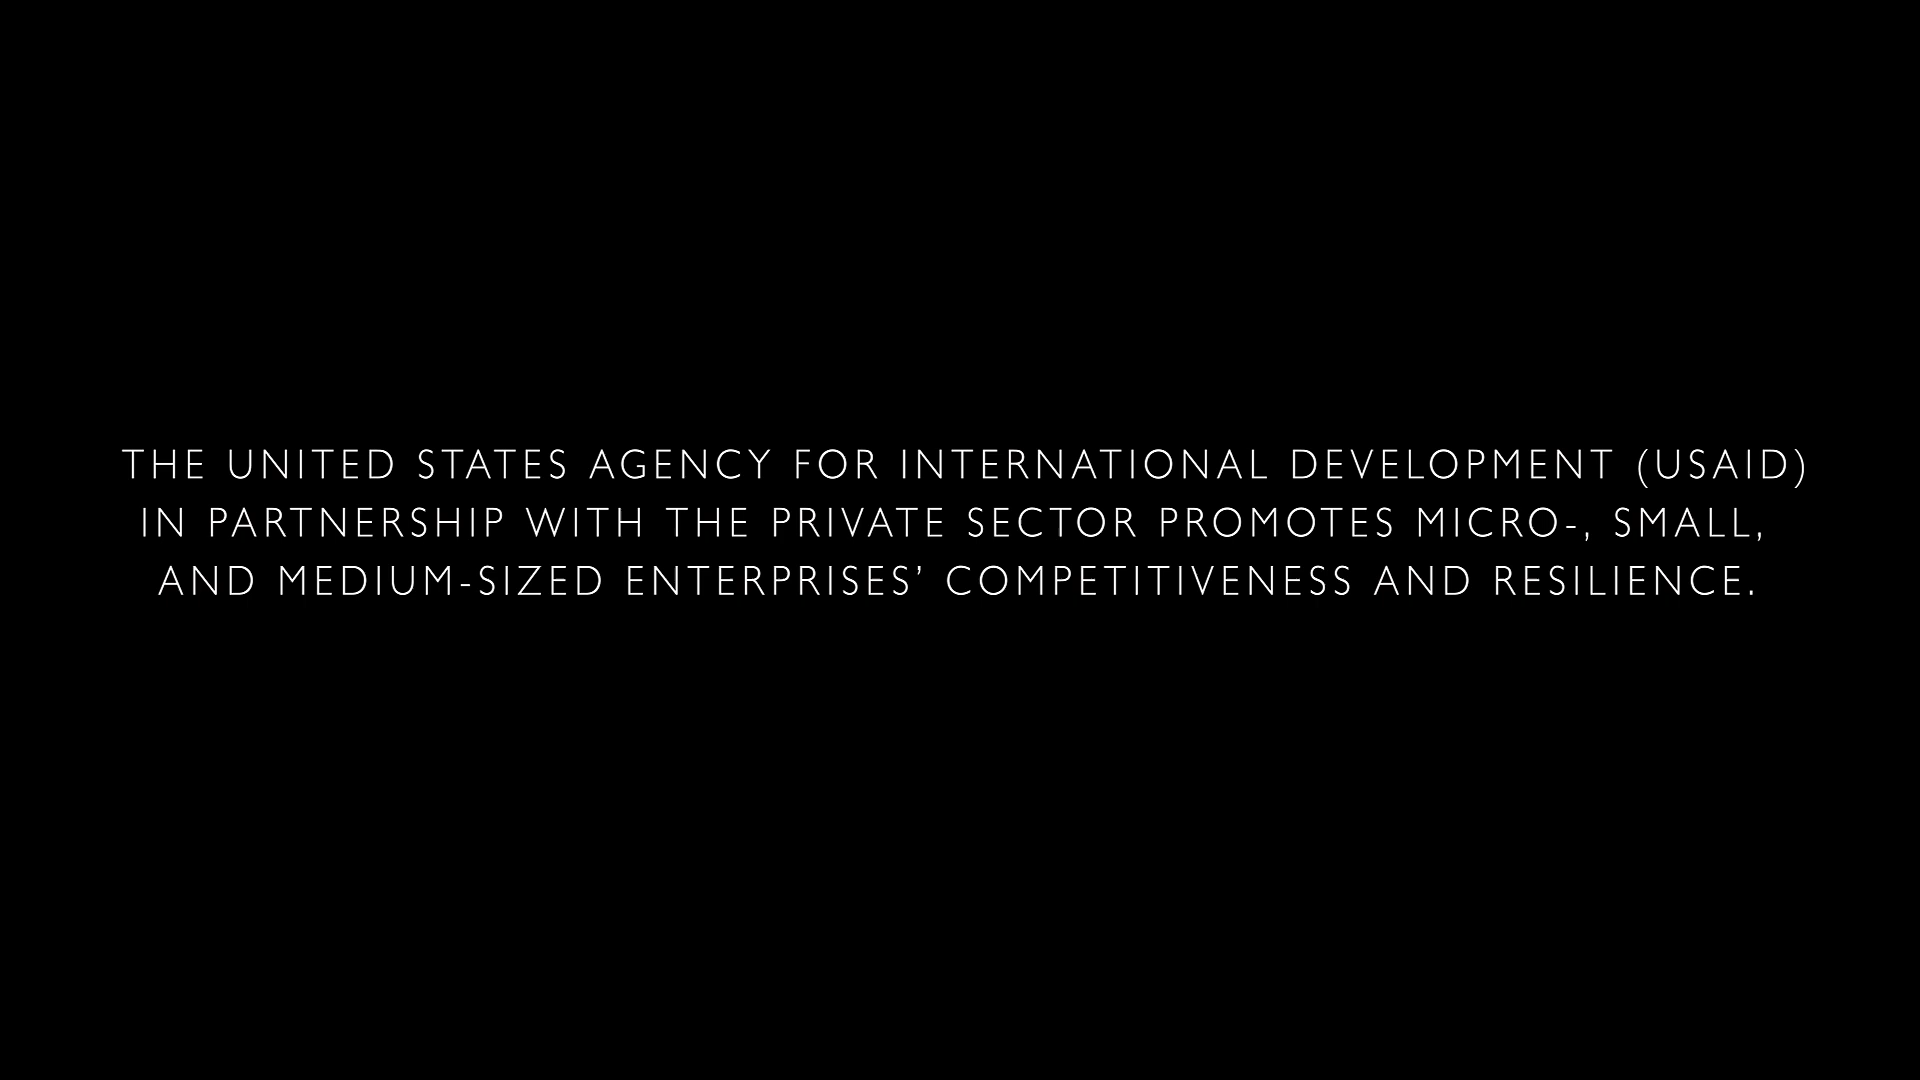 THE UNITED STATES AGENCY FOR INTERNATIONAL DEVELOPMENT (USAID)
IN PARTNERSHIP WITH THE PRIVATE SECTOR PROMOTES MICRO-, SMALL,
AND MEDIUM-SIZED ENTERPRISES’ COMPETITIVENESS AND RESILIENCE.